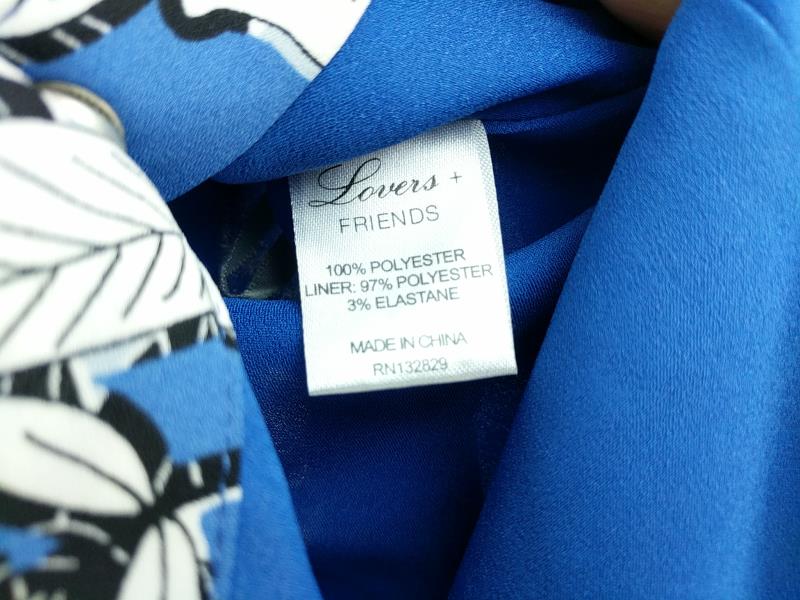 Lovers +
FRIENDS
100% POLYESTER
LINER: 97% POLYESTER
3% ELASTANE
MADE IN CHINA
RN132829